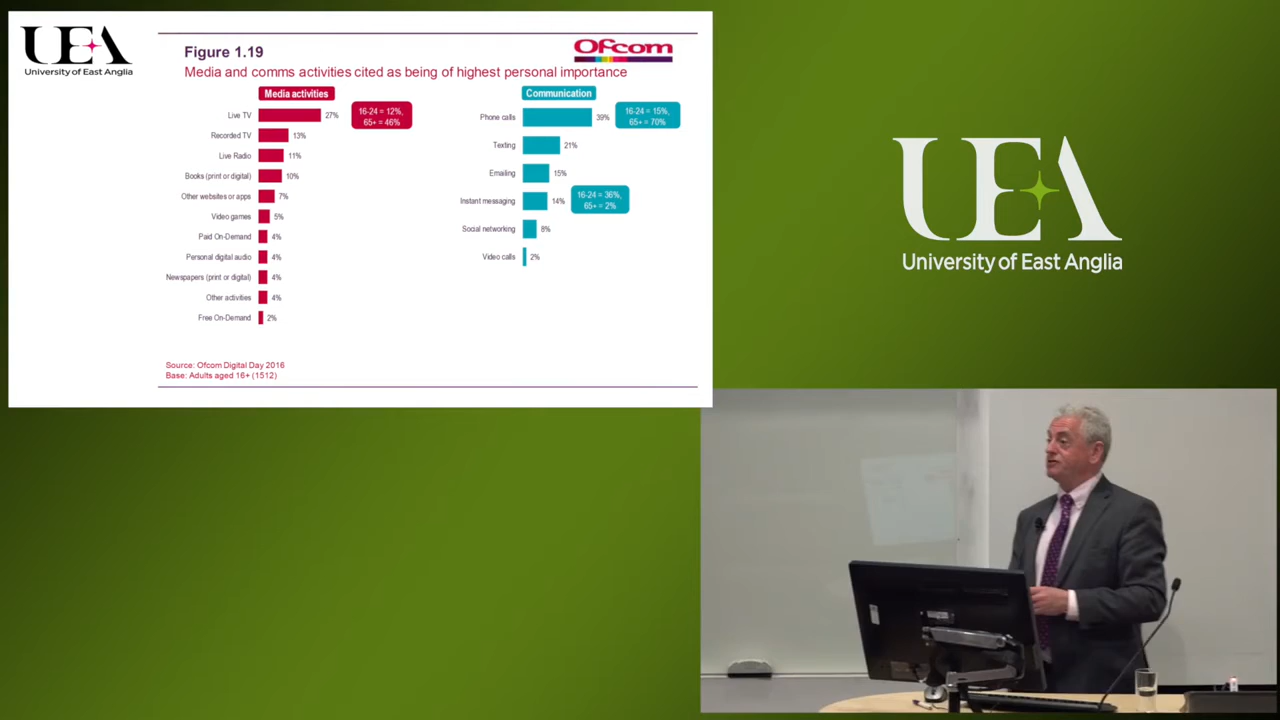 UEA
University of East Anglia
Figure 1.19
Ofcom
Media and comms activities cited as being of highest personal importance
Media activities
Live TV 27%
16-24 = 12%,
65+ = 46%
Recorded TV 13%
Live Radio 11%
Books (print or digital) 10%
Other websites or apps 7%
Video games 5%
Paid On-Demand 4%
Personal digital audio 4%
Newspapers (print or digital) 4%
Other activities 4%
Free On-Demand 2%
Communication
Phone calls 39%
16-24 = 15%,
65+ = 70%
Texting 21%
Emailing 15%
Instant messaging 14%
16-24 = 36%,
65+ = 2%
Social networking 8%
Video calls 2%
Source: Ofcom Digital Day 2016
Base: Adults aged 16+ (1512)
UEA
University of East Anglia